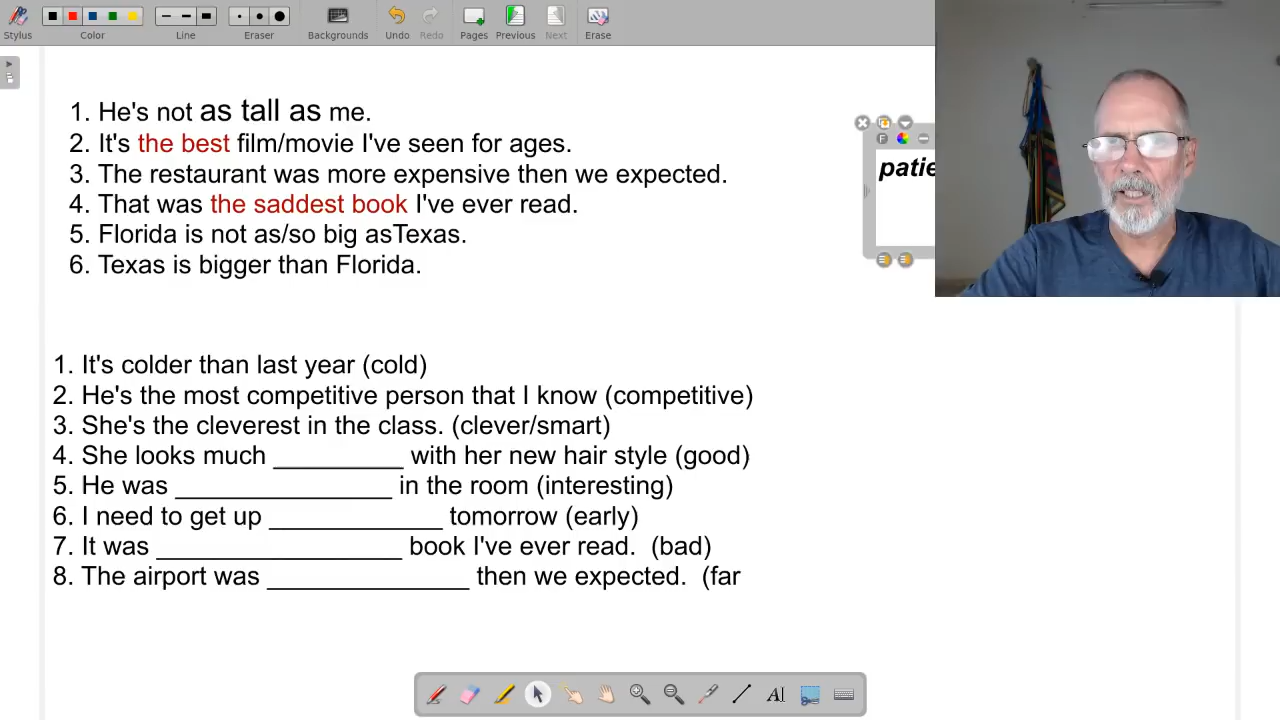 Stylus Color Line Eraser Backgrounds Undo Redo Pages Previous Next Erase
1. He's not as tall as me.
2. It's the best film/movie I've seen for ages.
3. The restaurant was more expensive then we expected.
4. That was the saddest book I've ever read.
5. Florida is not as/so big asTexas.
6. Texas is bigger than Florida.
F
patie
1. It's colder than last year (cold)
2. He's the most competitive person that I know (competitive)
3. She's the cleverest in the class. (clever/smart)
4. She looks much _________ with her new hair style (good)
5. He was _______________ in the room (interesting)
6. I need to get up ____________ tomorrow (early)
7. It was _________________ book I've ever read. (bad)
8. The airport was ______________ then we expected. (far
AI